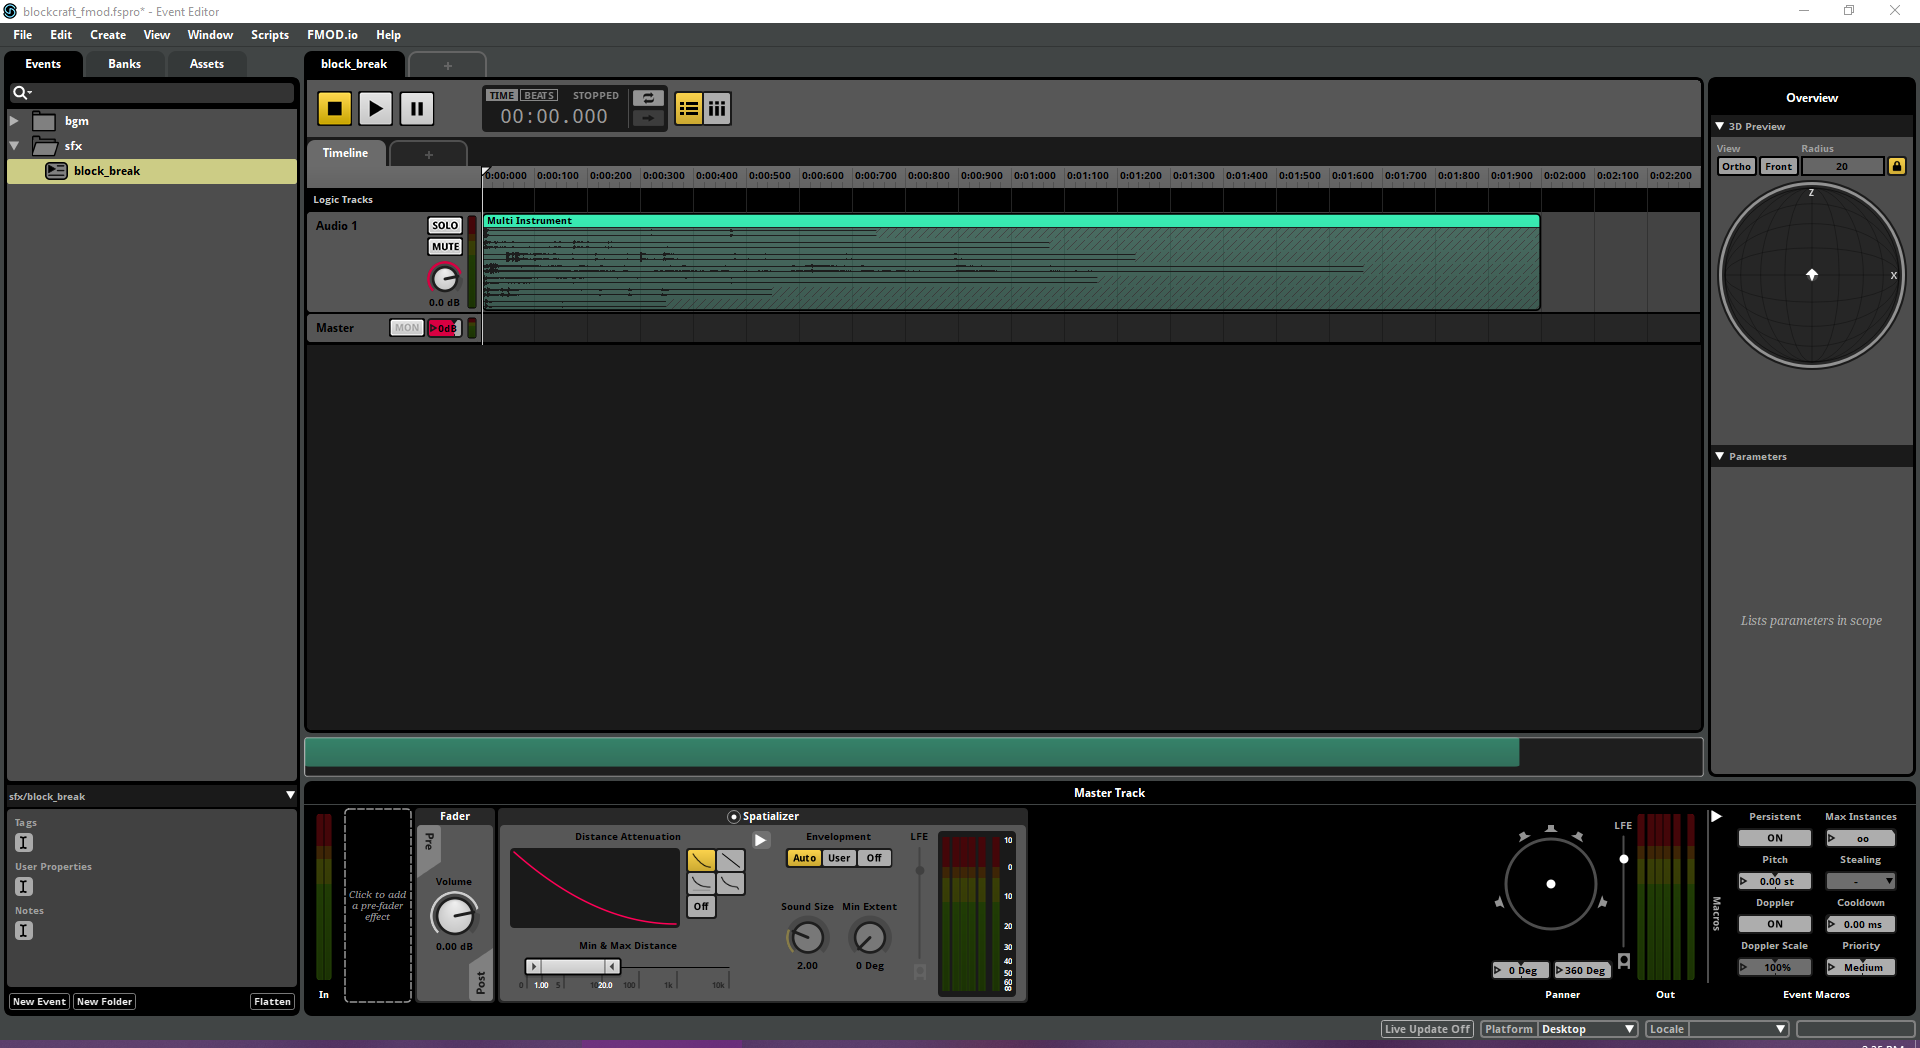 blockcraft_fmod.fspro* - Event Editor
File Edit Create View Window Scripts FMOD.io Help
Events Banks Assets
block_break +
bgm
sfx
block_break
TIME BEATS STOPPED
00:00.000
Timeline +
0:00:000 0:00:100 0:00:200 0:00:300 0:00:400 0:00:500 0:00:600 0:00:700 0:00:800 0:00:900 0:01:000 0:01:100 0:01:200 0:01:300 0:01:400 0:01:500 0:01:600 0:01:700 0:01:800 0:01:900 0:02:000 0:02:100 0:02:200
Logic Tracks
Audio 1 SOLO
MUTE
0.0 dB
Multi Instrument
Master MON 0dB
Overview
3D Preview
View Radius
Ortho Front 20
Z
X
Parameters
Lists parameters in scope
sfx/block_break
Tags
User Properties
Notes
New Event New Folder Flatten
Master Track
In
Click to add
a pre-fader
effect
Fader
Pre
Volume
0.00 dB
Post
Spatializer
Distance Attenuation
Off
Min & Max Distance
0 1.00 5 20.0 100 1k 10k
Envelopment
Auto User Off
Sound Size Min Extent
2.00 0 Deg
LFE
10
0
10
20
30
40
50
60
LFE
0 Deg 360 Deg
Panner
Out
Macros
Persistent Max Instances
ON oo
Pitch Stealing
0.00 st -
Doppler Cooldown
ON 0.00 ms
Doppler Scale Priority
100% Medium
Event Macros
Live Update Off Platform Desktop Locale